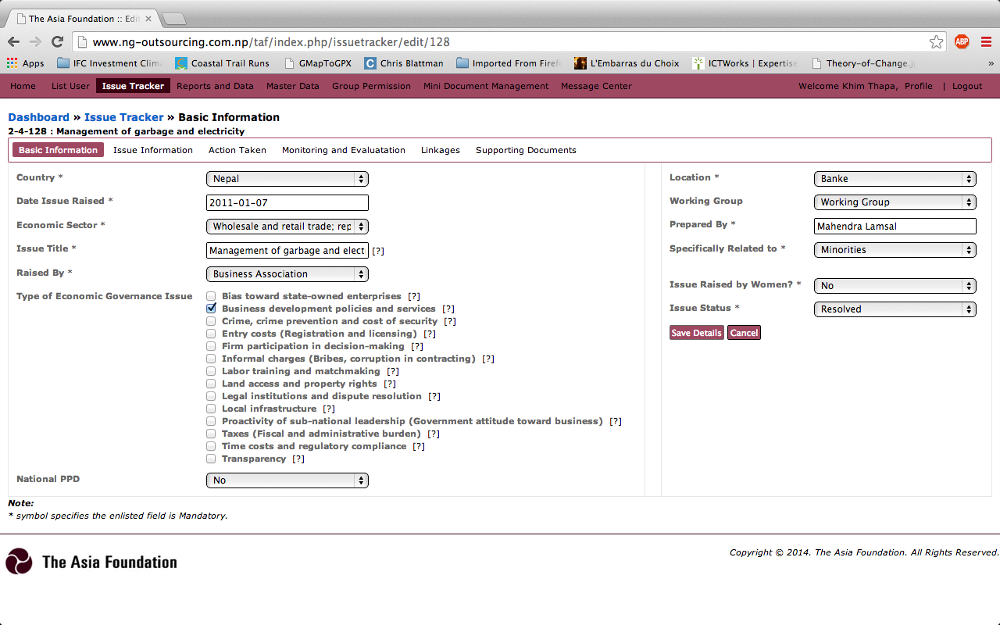 The Asia Foundation :: Edi
www.ng-outsourcing.com.np/taf/index.php/issuetracker/edit/128
ABP
Apps IFC Investment Clim Coastal Trail Runs GMapToGPX Chris Blattman Imported From Firef L'Embarras du Choix ICTWorks | Expertise Theory-of-Change.j »
Home List User Issue Tracker Reports and Data Master Data Group Permission Mini Document Management Message Center Welcome Khim Thapa, Profile | Logout
Dashboard » Issue Tracker » Basic Information
2-4-128 : Management of garbage and electricity
Basic Information Issue Information Action Taken Monitoring and Evaluatation Linkages Supporting Documents
Country * Nepal
Date Issue Raised * 2011-01-07
Economic Sector * Wholesale and retail trade; rep
Issue Title * Management of garbage and elect [?]
Raised By * Business Association
Type of Economic Governance Issue
Bias toward state-owned enterprises [?]
Business development policies and services [?]
Crime, crime prevention and cost of security [?]
Entry costs (Registration and licensing) [?]
Firm participation in decision-making [?]
Informal charges (Bribes, corruption in contracting) [?]
Labor training and matchmaking [?]
Land access and property rights [?]
Legal institutions and dispute resolution [?]
Local infrastructure [?]
Proactivity of sub-national leadership (Government attitude toward business) [?]
Taxes (Fiscal and administrative burden) [?]
Time costs and regulatory compliance [?]
Transparency [?]
National PPD No
Location * Banke
Working Group Working Group
Prepared By * Mahendra Lamsal
Specifically Related to * Minorities
Issue Raised by Women? * No
Issue Status * Resolved
Save Details Cancel
Note:
* symbol specifies the enlisted field is Mandatory.
The Asia Foundation
Copyright © 2014. The Asia Foundation. All Rights Reserved.